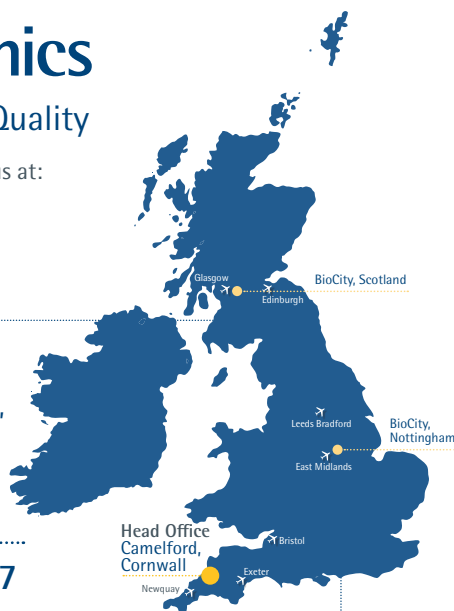 nics
Quality
us at:
Glasgow
BioCity, Scotland
Edinburgh
Leeds Bradford
BioCity,
Nottingham
East Midlands
Head Office
Camelford,
Cornwall
Bristol
Exeter
Newquay
7